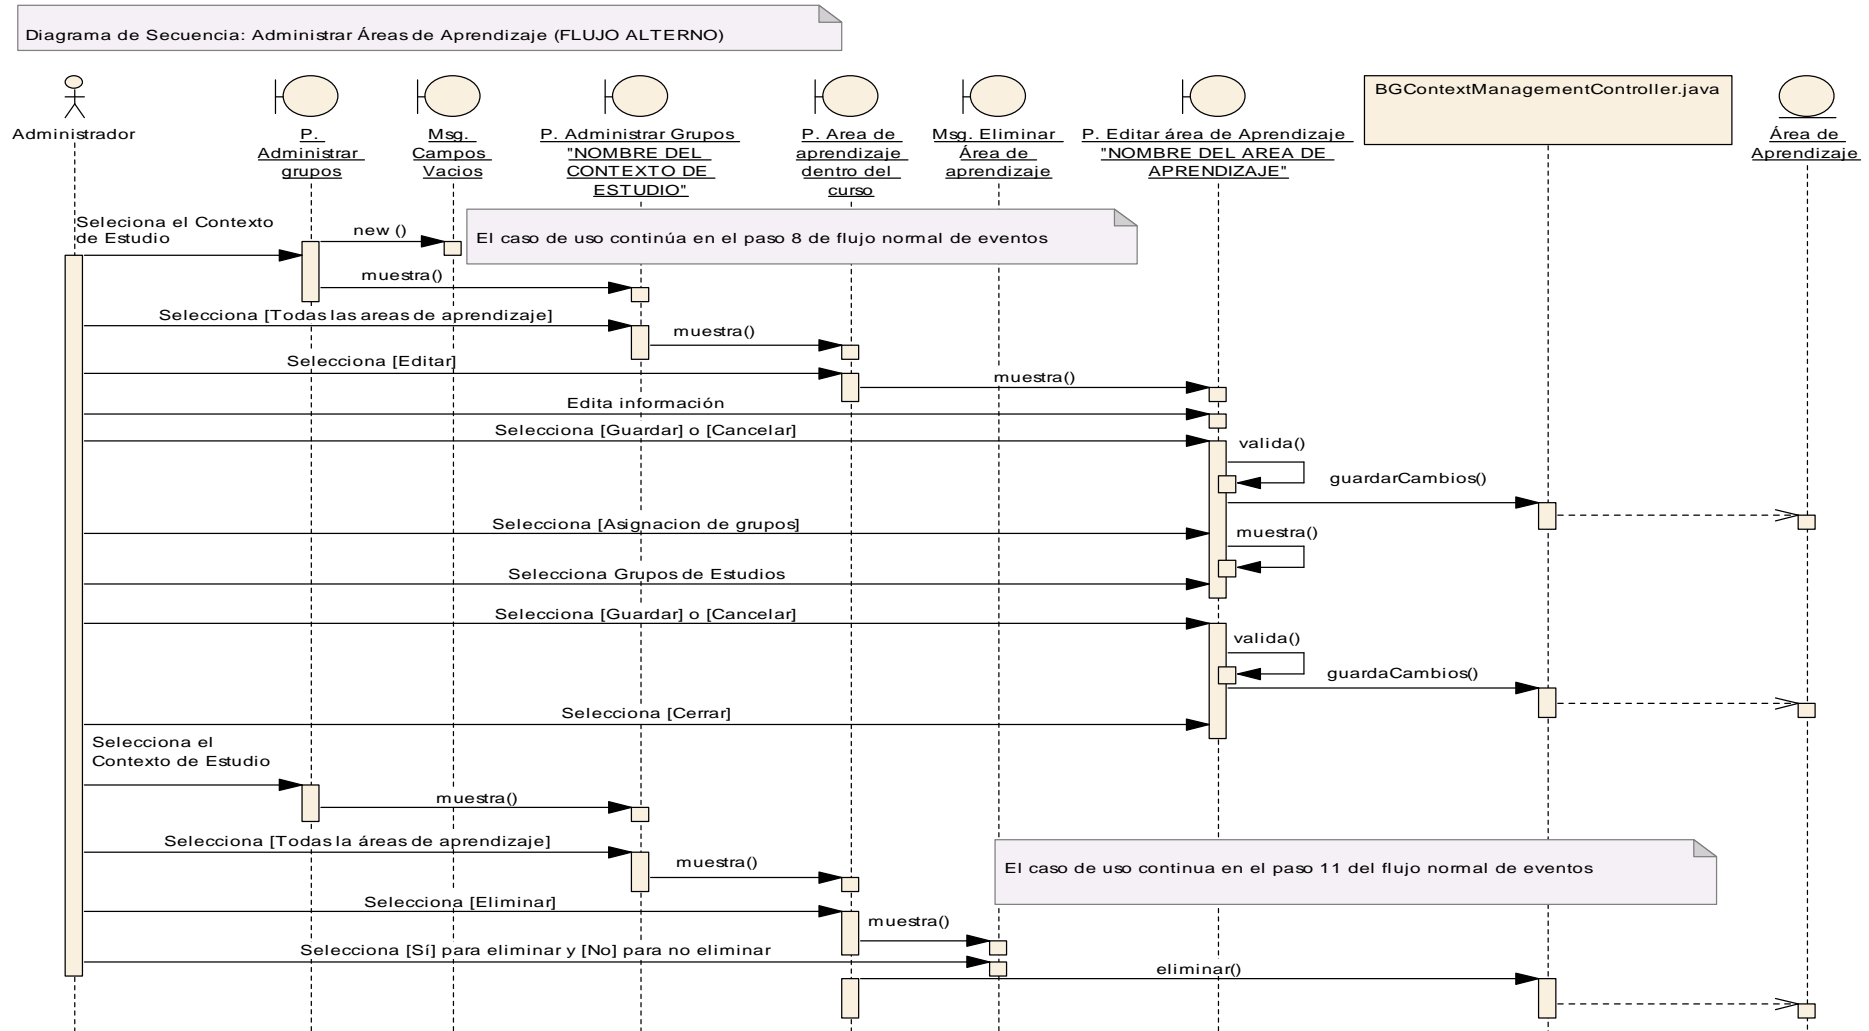 Diagrama de Secuencia: Administrar Áreas de Aprendizaje (FLUJO ALTERNO)
Administrador
P.
Administrar
grupos
Msg.
Campos
Vacios
P. Administrar Grupos
"NOMBRE DEL
CONTEXTO DE
ESTUDIO"
P. Area de
aprendizaje
dentro del
curso
Msg. Eliminar
Área de
aprendizaje
P. Editar área de Aprendizaje
"NOMBRE DEL AREA DE
APRENDIZAJE"
BGContextManagementController.java
Área de
Aprendizaje
Seleciona el Contexto
de Estudio
new ()
El caso de uso continúa en el paso 8 de flujo normal de eventos
muestra()
Selecciona [Todas las areas de aprendizaje]
muestra()
Selecciona [Editar]
muestra()
Edita información
Selecciona [Guardar] o [Cancelar]
valida()
guardarCambios()
Selecciona [Asignacion de grupos]
muestra()
Selecciona Grupos de Estudios
Selecciona [Guardar] o [Cancelar]
valida()
guardaCambios()
Selecciona [Cerrar]
Selecciona el
Contexto de Estudio
muestra()
Selecciona [Todas la áreas de aprendizaje]
muestra()
El caso de uso continua en el paso 11 del flujo normal de eventos
Selecciona [Eliminar]
muestra()
Selecciona [Sí] para eliminar y [No] para no eliminar
eliminar()